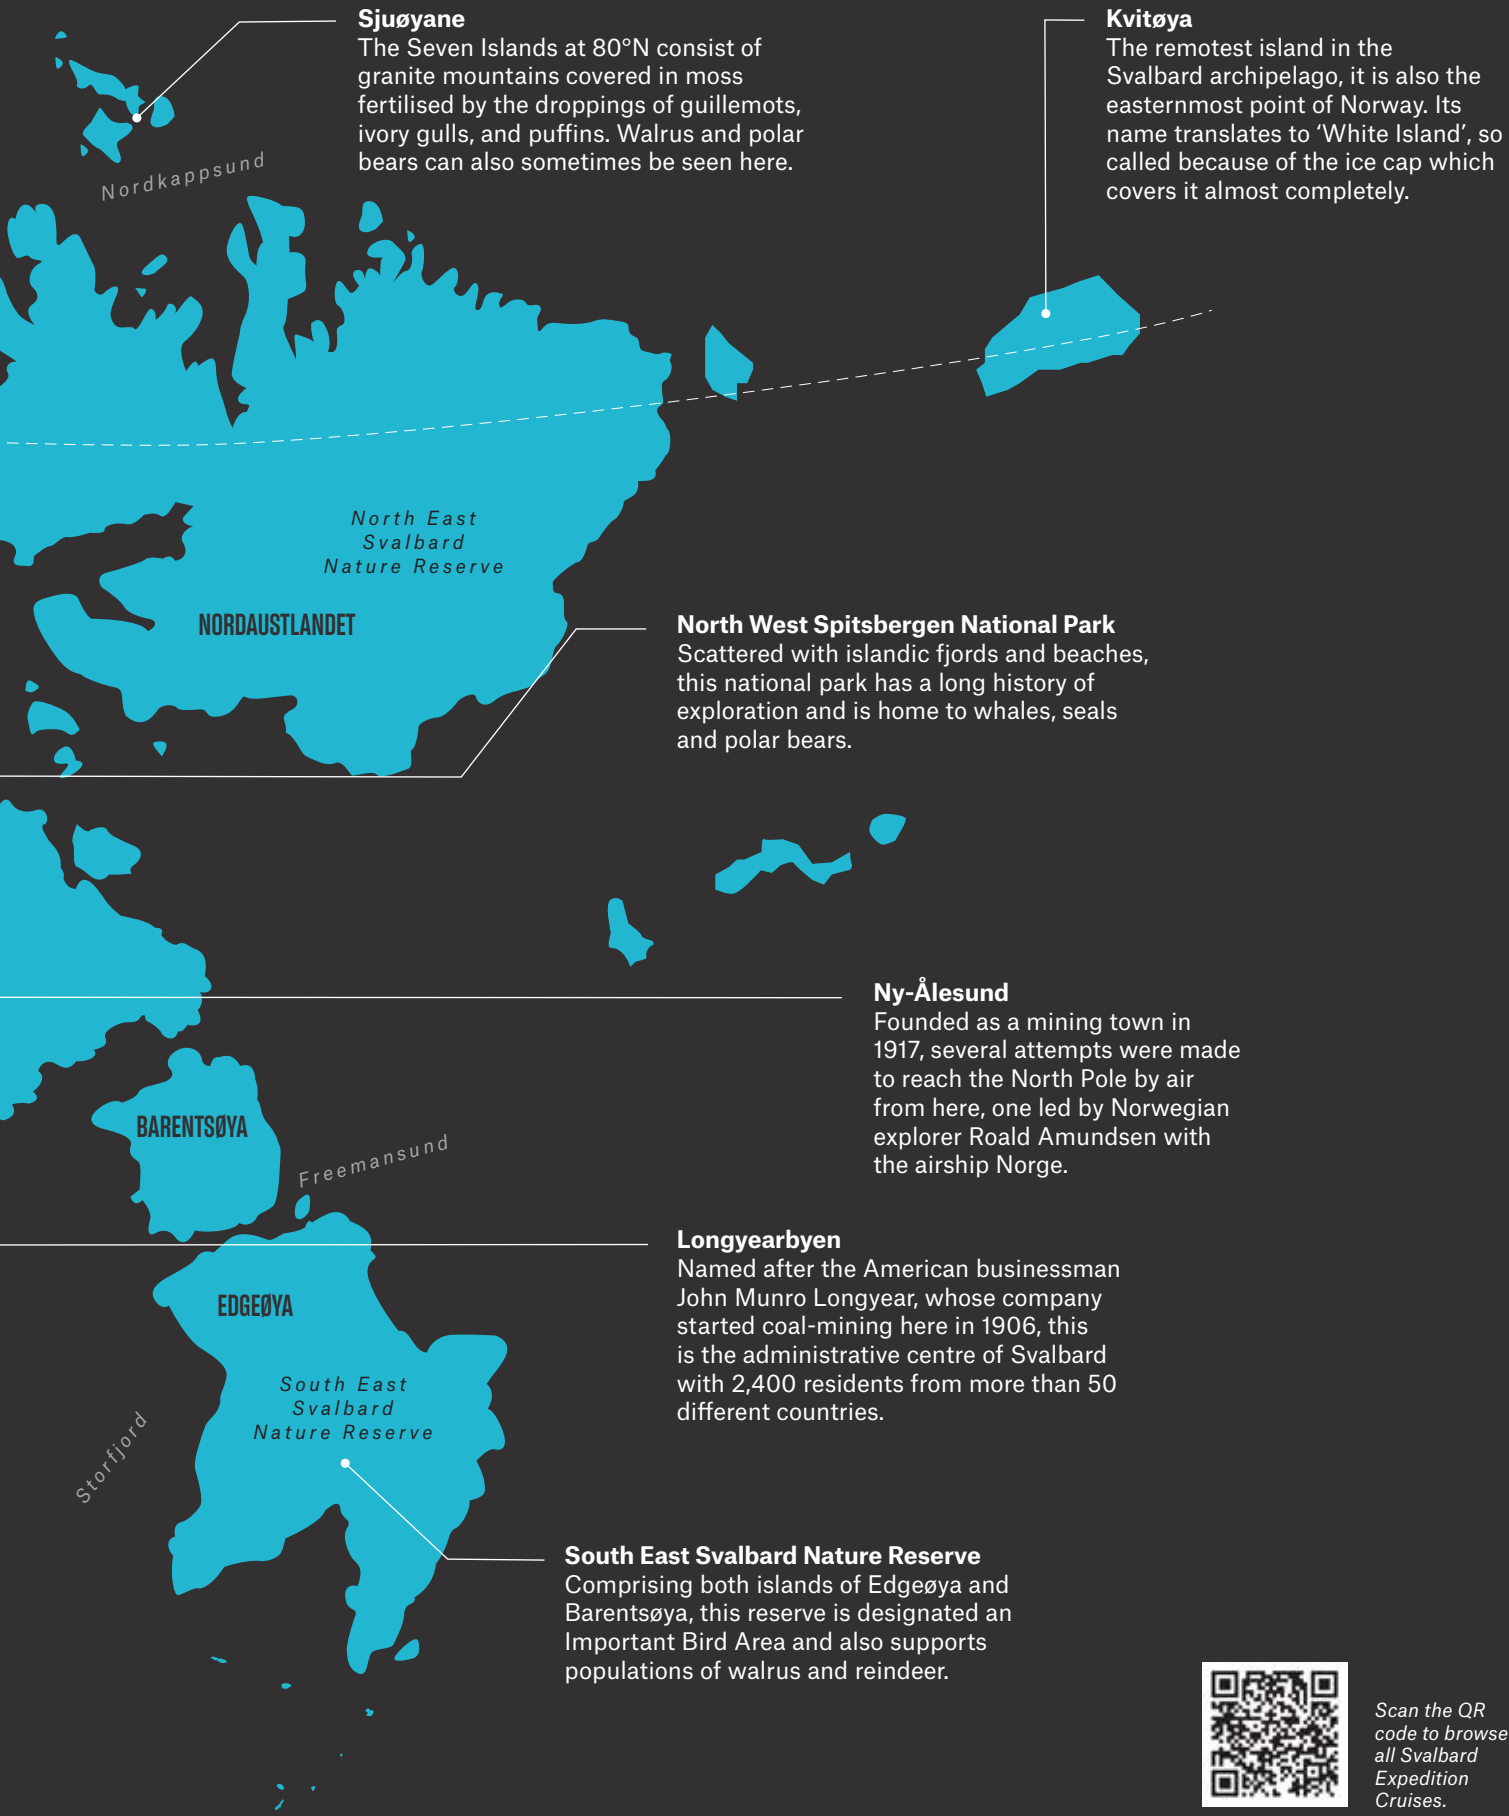 Sjuøyane
The Seven Islands at 80°N consist of
granite mountains covered in moss
fertilised by the droppings of guillemots,
ivory gulls, and puffins. Walrus and polar
bears can also sometimes be seen here.
Kvitøya
The remotest island in the
Svalbard archipelago, it is also the
easternmost point of Norway. Its
name translates to ‘White Island’, so
called because of the ice cap which
covers it almost completely.
Nordkappsund
North East
Svalbard
Nature Reserve
NORDAUSTLANDET
North West Spitsbergen National Park
Scattered with islandic fjords and beaches,
this national park has a long history of
exploration and is home to whales, seals
and polar bears.
Ny-Ålesund
Founded as a mining town in
1917, several attempts were made
to reach the North Pole by air
from here, one led by Norwegian
explorer Roald Amundsen with
the airship Norge.
BARENTSØYA
Freemansund
Longyearbyen
Named after the American businessman
John Munro Longyear, whose company
started coal-mining here in 1906, this
is the administrative centre of Svalbard
with 2,400 residents from more than 50
different countries.
EDGEØYA
South East
Svalbard
Nature Reserve
Storfjord
South East Svalbard Nature Reserve
Comprising both islands of Edgeøya and
Barentsøya, this reserve is designated an
Important Bird Area and also supports
populations of walrus and reindeer.
Scan the QR
code to browse
all Svalbard
Expedition
Cruises.